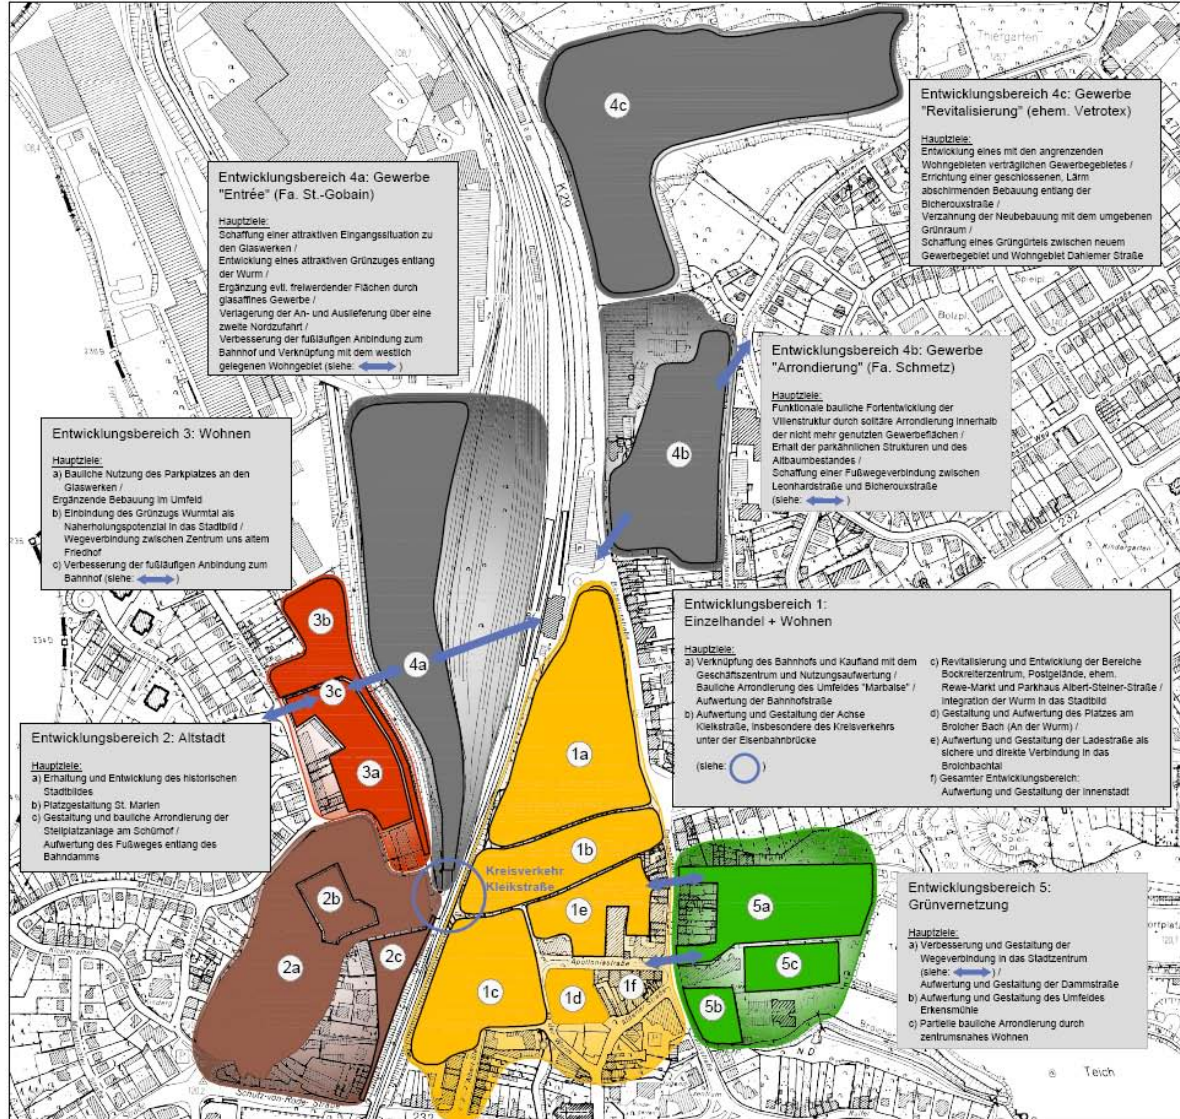 Thiergarten
K29
4c
Entwicklungsbereich 4c: Gewerbe
"Revitalisierung" (ehem. Vetrotex)
Hauptziele:
Entwicklung eines mit den angrenzenden
Wohngebieten verträglichen Gewerbegebietes /
Errichtung einer geschlossenen, Lärm
abschirmenden Bebauung entlang der
Bicherouxstraße /
Verzahnung der Neubebauung mit dem umgebenen
Grünraum /
Schaffung eines Grüngürtels zwischen neuem
Gewerbegebiet und Wohngebiet Dahlemer Straße
Entwicklungsbereich 4a: Gewerbe
"Entrée" (Fa. St.-Gobain)
Hauptziele:
Schaffung einer attraktiven Eingangssituation zu
den Glaswerken /
Entwicklung eines attraktiven Grünzuges entlang
der Wurm /
Ergänzung evtl. freiwerdender Flächen durch
glasaffines Gewerbe /
Verlagerung der An- und Auslieferung über eine
zweite Nordzufahrt /
Verbesserung der fußläufigen Anbindung zum
Bahnhof und Verknüpfung mit dem westlich
gelegenen Wohngebiet (siehe: )
Spielpl.
Bolzpl.
Entwicklungsbereich 4b: Gewerbe
"Arrondierung" (Fa. Schmetz)
Hauptziele:
Funktionale bauliche Fortentwicklung der
Villenstruktur durch solitäre Arrondierung innerhalb
der nicht mehr genutzten Gewerbeflächen /
Erhalt der parkähnlichen Strukturen und des
Altbaumbestandes /
Schaffung einer Fußwegeverbindung zwischen
Leonhardstraße und Bicherouxstraße
(siehe: )
4b
Kindergarten
Entwicklungsbereich 3: Wohnen
Hauptziele:
a) Bauliche Nutzung des Parkplatzes an den
Glaswerken /
Ergänzende Bebauung im Umfeld
b) Einbindung des Grünzugs Wurmtal als
Naherholungspotenzial in das Stadtbild /
Wegeverbindung zwischen Zentrum uns altem
Friedhof
c) Verbesserung der fußläufigen Anbindung zum
Bahnhof (siehe: )
3b
3c
3a
4a
Entwicklungsbereich 1:
Einzelhandel + Wohnen
Hauptziele:
a) Verknüpfung des Bahnhofs und Kaufland mit dem
Geschäftszentrum und Nutzungsaufwertung /
Bauliche Arrondierung des Umfeldes "Marbaise" /
Aufwertung der Bahnhofstraße
b) Aufwertung und Gestaltung der Achse
Kleikstraße, insbesondere des Kreisverkehrs
unter der Eisenbahnbrücke
(siehe: )
c) Revitalisierung und Entwicklung der Bereiche
Bockreiterzentrum, Postgelände, ehem.
Rewe-Markt und Parkhaus Albert-Steiner-Straße /
Integration der Wurm in das Stadtbild
d) Gestaltung und Aufwertung des Platzes am
Broicher Bach (An der Wurm) /
e) Aufwertung und Gestaltung der Ladestraße als
sichere und direkte Verbindung in das
Broichbachtal
f) Gesamter Entwicklungsbereich:
Aufwertung und Gestaltung der Innenstadt
Entwicklungsbereich 2: Altstadt
Hauptziele:
a) Erhaltung und Entwicklung des historischen
Stadtbildes
b) Platzgestaltung St. Marien
c) Gestaltung und bauliche Arrondierung der
Stellplatzanlage am Schürhof /
Aufwertung des Fußweges entlang des
Bahndamms
1a
1b
Kreisverkehr
Kleikstraße
1e
2b
2a
2c
Apolloniastraße
1c
1d
1f
5a
5c
5b
Entwicklungsbereich 5:
Grünvernetzung
Hauptziele:
a) Verbesserung und Gestaltung der
Wegeverbindung in das Stadtzentrum
(siehe: ) /
Aufwertung und Gestaltung der Dammstraße
b) Aufwertung und Gestaltung des Umfeldes
Erkensmühle
c) Partielle bauliche Arrondierung durch
zentrumsnahes Wohnen
N D
Teich
232